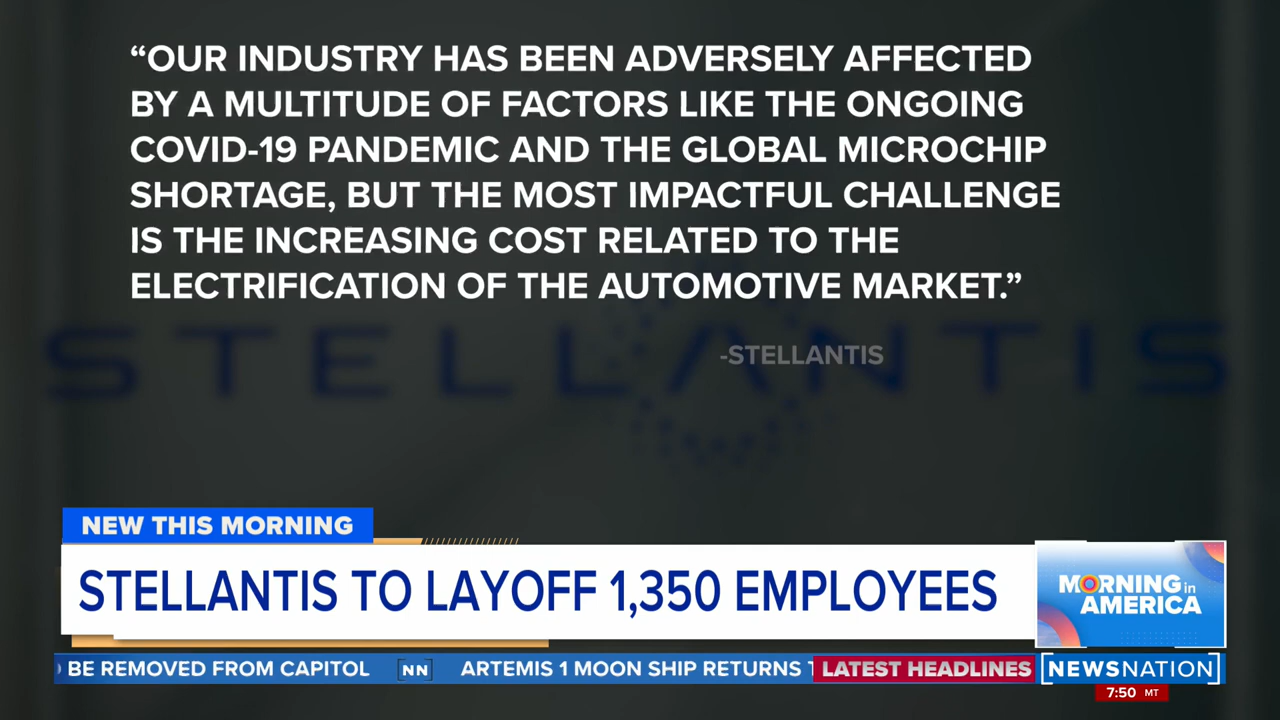 “OUR INDUSTRY HAS BEEN ADVERSELY AFFECTED
BY A MULTITUDE OF FACTORS LIKE THE ONGOING
COVID-19 PANDEMIC AND THE GLOBAL MICROCHIP
SHORTAGE, BUT THE MOST IMPACTFUL CHALLENGE
IS THE INCREASING COST RELATED TO THE
ELECTRIFICATION OF THE AUTOMOTIVE MARKET.”
-STELLANTIS
STELLANTIS
NEW THIS MORNING
STELLANTIS TO LAYOFF 1,350 EMPLOYEES
MORNING in
AMERICA
BE REMOVED FROM CAPITOL NN ARTEMIS 1 MOON SHIP RETURNS LATEST HEADLINES NEWSNATION
7:50 MT